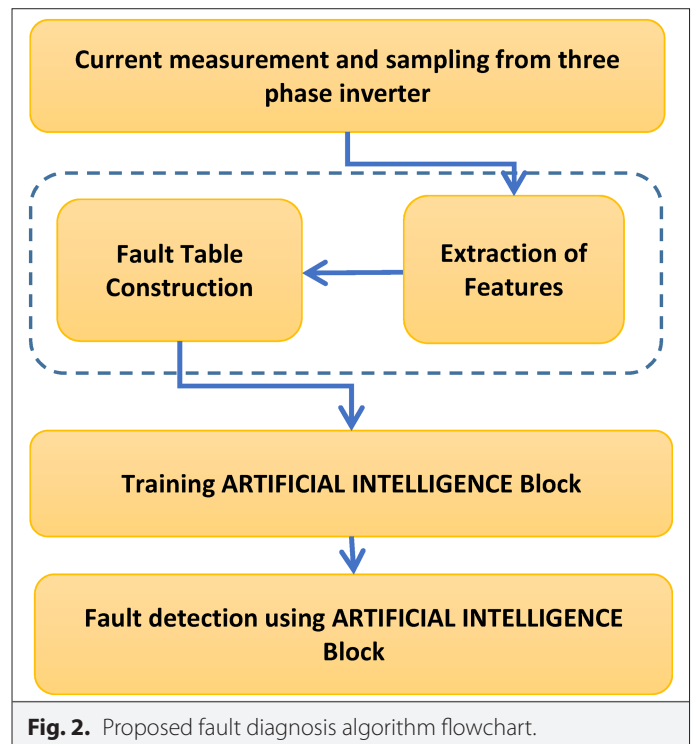 Current measurement and sampling from three
phase inverter
Extraction of
Features
Fault Table
Construction
Training ARTIFICIAL INTELLIGENCE Block
Fault detection using ARTIFICIAL INTELLIGENCE
Block
Fig. 2. Proposed fault diagnosis algorithm flowchart.